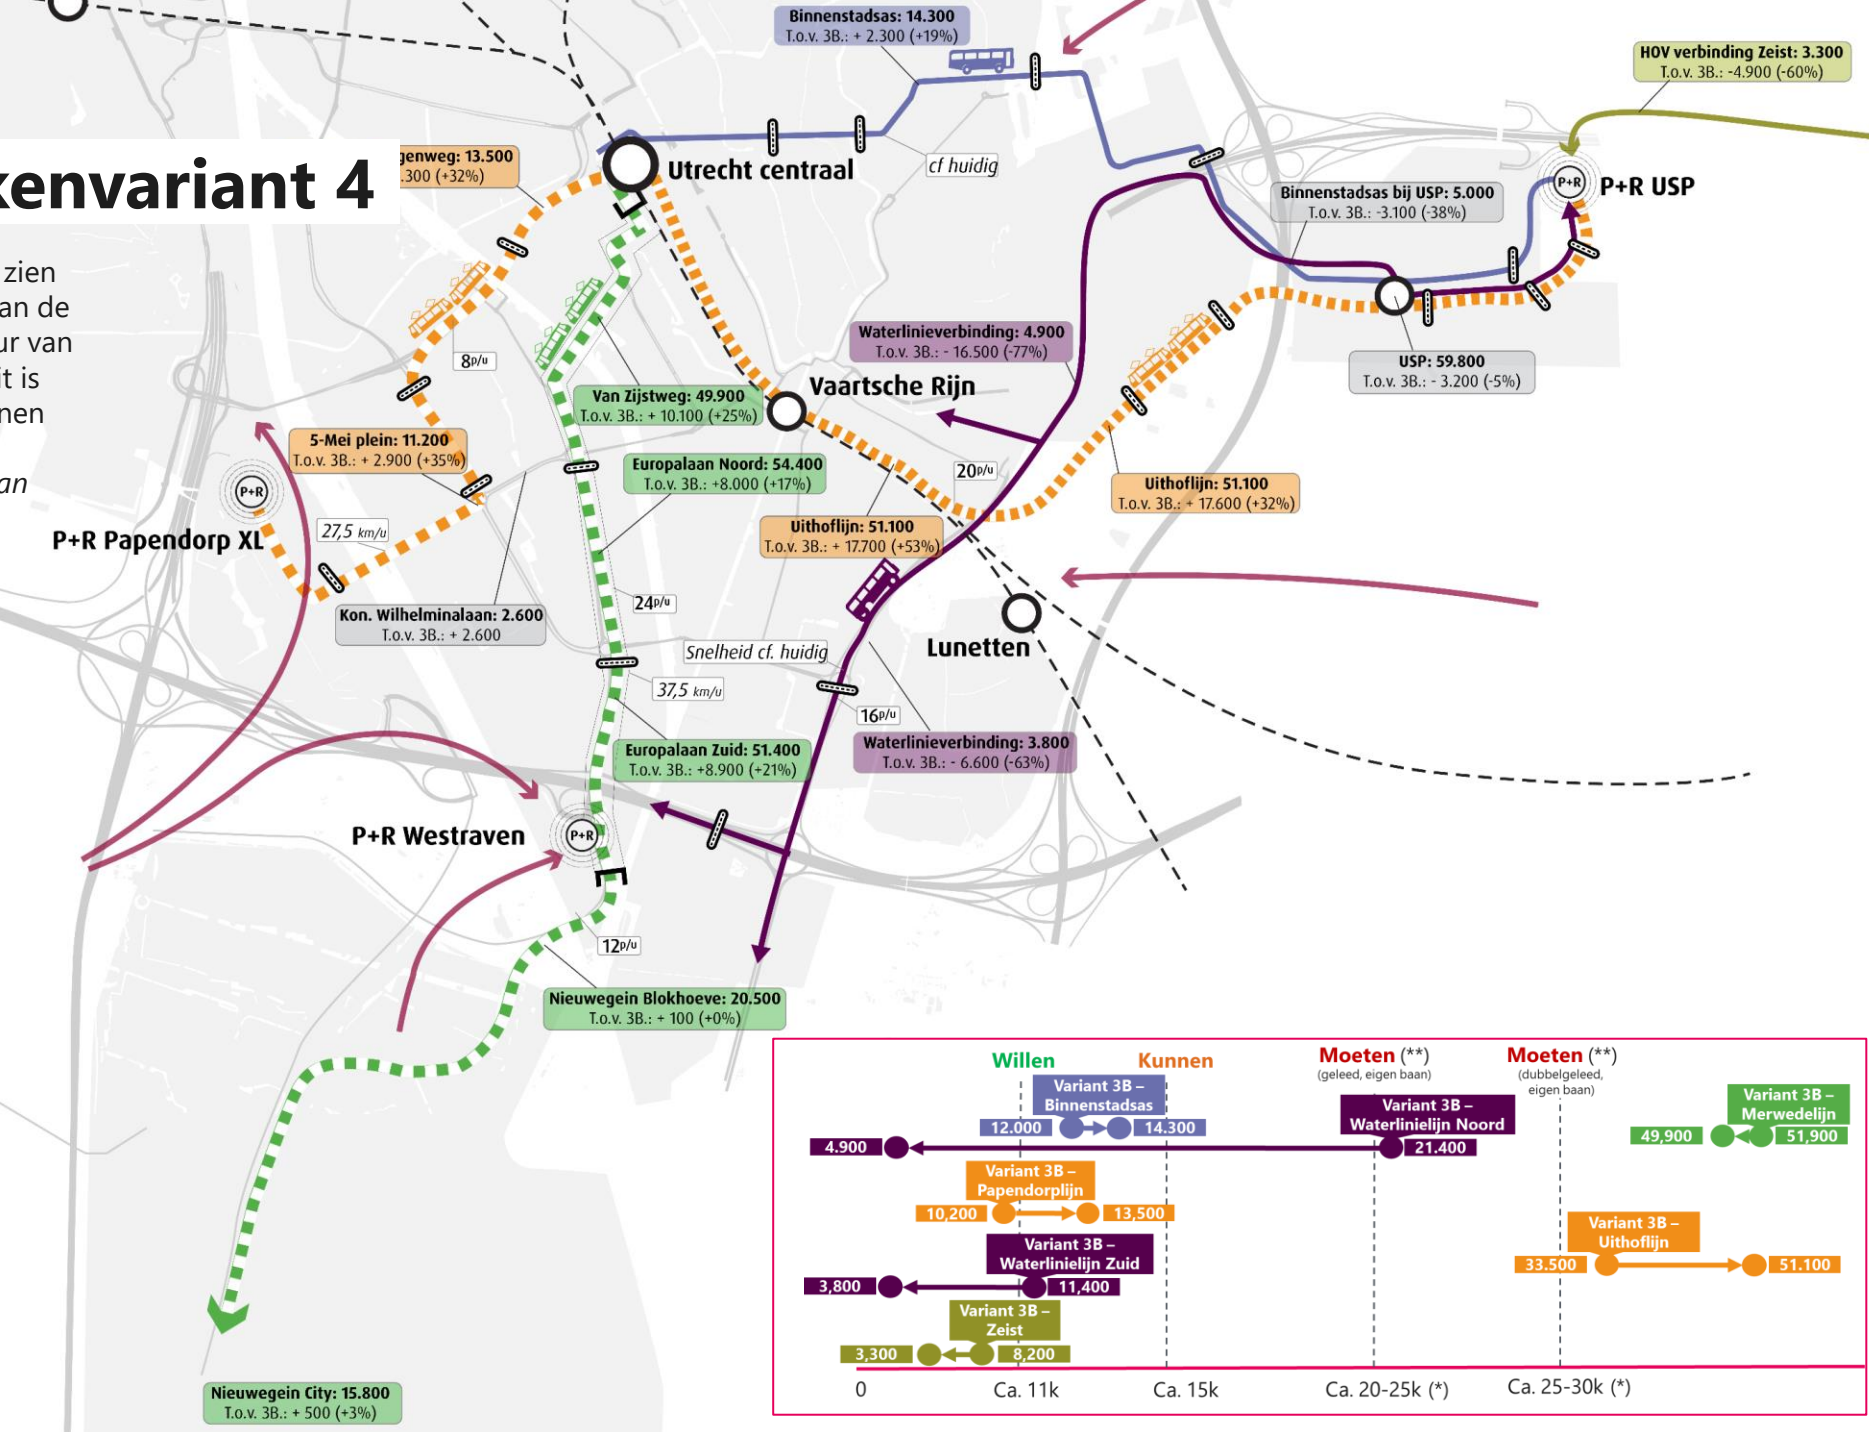 Binnenstadsas: 14.300
T.o.v. 3B.: + 2.300 (+19%)
HOV verbinding Zeist: 3.300
T.o.v. 3B.: -4.900 (-60%)
genweg: 13.500
.300 (+32%)
Utrecht centraal
cf huidig
kenvariant 4
Binnenstadsas bij USP: 5.000
T.o.v. 3B.: -3.100 (-38%)
P+R
P+R USP
zien
an de
ur van
it is
nen
an
8p/u
Waterlinieverbinding: 4.900
T.o.v. 3B.: - 16.500 (-77%)
USP: 59.800
T.o.v. 3B.: - 3.200 (-5%)
Vaartsche Rijn
Van Zijstweg: 49.900
T.o.v. 3B.: + 10.100 (+25%)
5-Mei plein: 11.200
T.o.v. 3B.: + 2.900 (+35%)
Europalaan Noord: 54.400
T.o.v. 3B.: +8.000 (+17%)
20p/u
Uithoflijn: 51.100
T.o.v. 3B.: + 17.600 (+32%)
P+R
P+R Papendorp XL
27,5 km/u
Uithoflijn: 51.100
T.o.v. 3B.: + 17.700 (+53%)
Kon. Wilhelminalaan: 2.600
T.o.v. 3B.: + 2.600
24p/u
Lunetten
Snelheid cf. huidig
37,5 km/u
16p/u
Europalaan Zuid: 51.400
T.o.v. 3B.: +8.900 (+21%)
Waterlinieverbinding: 3.800
T.o.v. 3B.: - 6.600 (-63%)
P+R Westraven
P+R
12p/u
Nieuwegein Blokhoeve: 20.500
T.o.v. 3B.: + 100 (+0%)
Nieuwegein City: 15.800
T.o.v. 3B.: + 500 (+3%)
Willen
Kunnen
Moeten (**)
(geleed, eigen baan)
Moeten (**)
(dubbelgeleed,
eigen baan)
Variant 3B –
Binnenstadsas
12.000
14.300
Variant 3B –
Waterlinielijn Noord
4.900
21.400
Variant 3B –
Merwedelijn
49,900
51,900
Variant 3B –
Papendorplijn
10,200
13,500
Variant 3B –
Uithoflijn
33.500
51.100
Variant 3B –
Waterlinielijn Zuid
3,800
11,400
Variant 3B –
Zeist
3,300
8,200
0
Ca. 11k
Ca. 15k
Ca. 20-25k (*)
Ca. 25-30k (*)